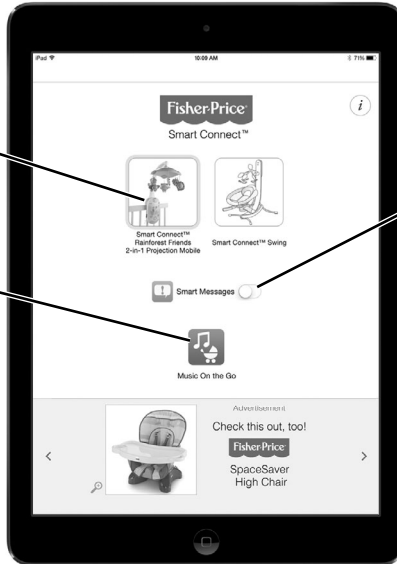 iPad
10:09 AM
71%
Fisher-Price®
i
Smart Connect™
Smart Connect™
Rainforest Friends
2-in-1 Projection Mobile
Smart Connect™ Swing
Smart Messages
Music On the Go
Advertisement
Check this out, too!
Fisher-Price
SpaceSaver
High Chair